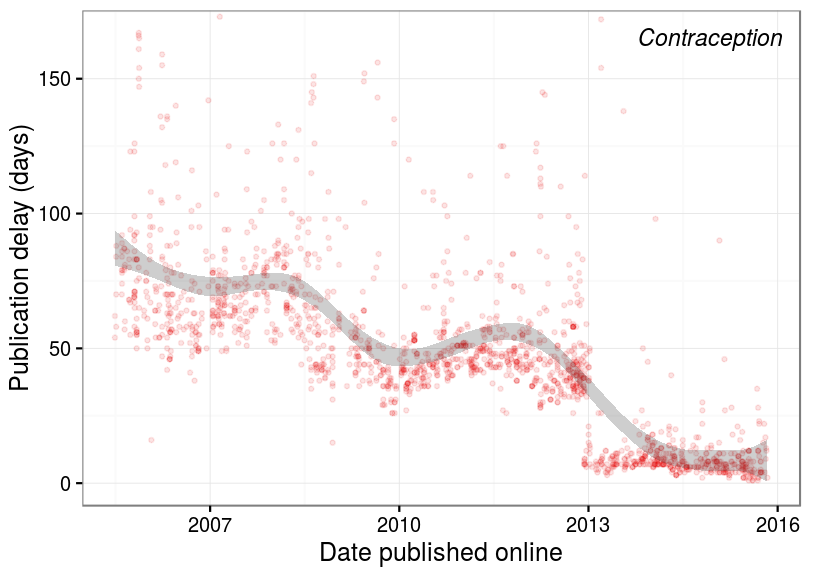 Contraception
Publication delay (days)
150
100
50
0
2007 2010 2013 2016
Date published online